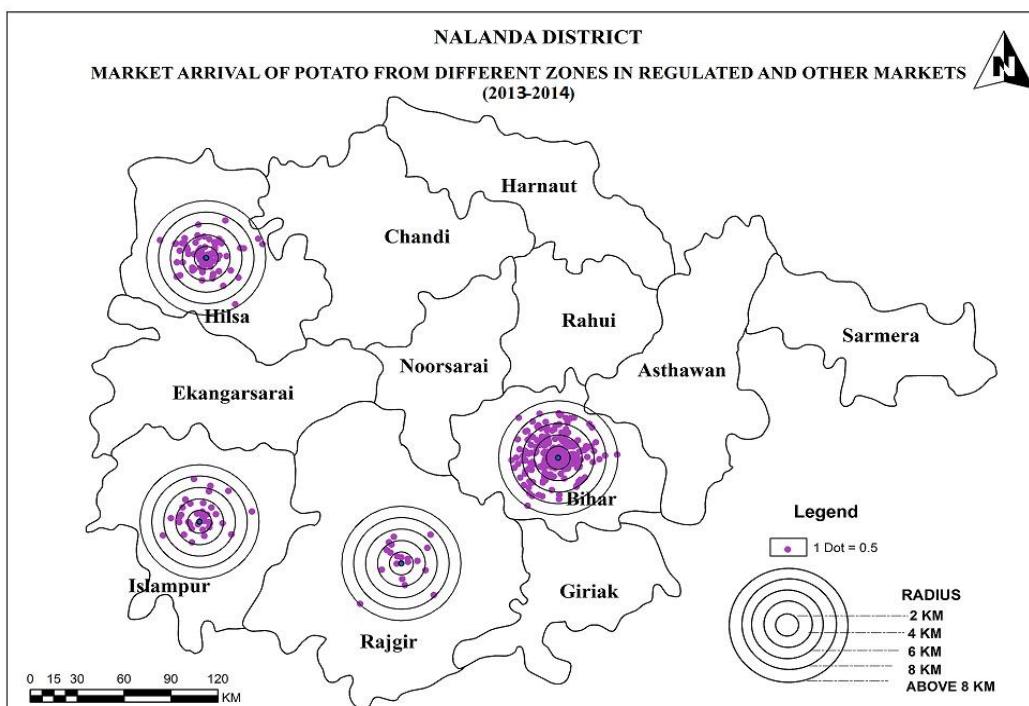 NALANDA DISTRICT
MARKET ARRIVAL OF POTATO FROM DIFFERENT ZONES IN REGULATED AND OTHER MARKETS
(2013-2014)
N
Harnaut
Chandi
Hilsa
Rahui
Sarmera
Noorsarai
Asthawan
Ekangarsarai
Bihar
Islampur
Giriak
Rajgir
Legend
1 Dot = 0.5
RADIUS
2 KM
4 KM
6 KM
8 KM
ABOVE 8 KM
0 15 30 60 90 120
KM